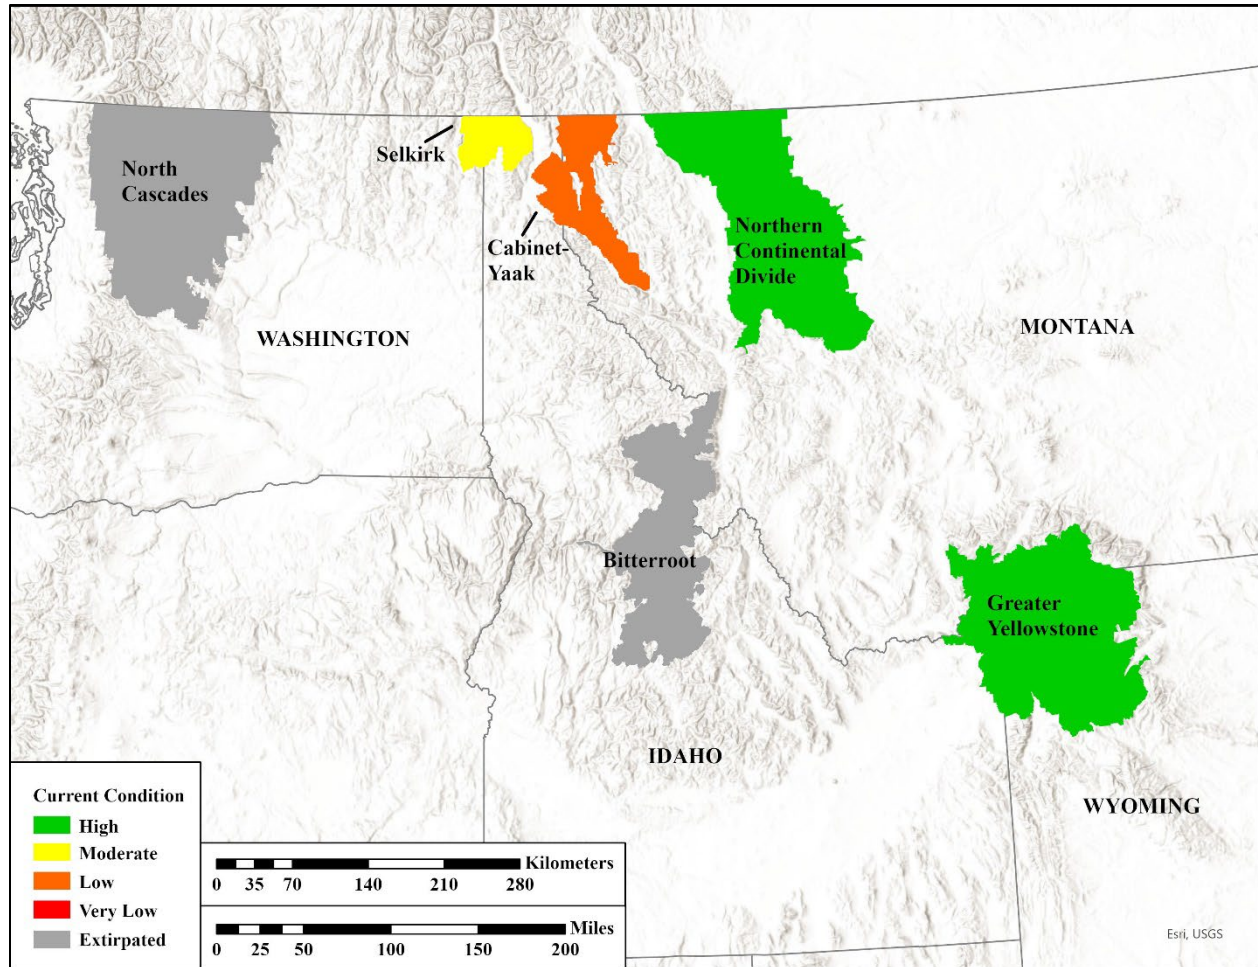 North
Cascades
Selkirk
Cabinet-
Yaak
Northern
Continental
Divide
WASHINGTON
MONTANA
Bitterroot
Greater
Yellowstone
IDAHO
WYOMING
Current Condition
High
Moderate
Low
Very Low
Extirpated
Kilometers
0 35 70 140 210 280
Miles
0 25 50 100 150 200
Esri, USGS